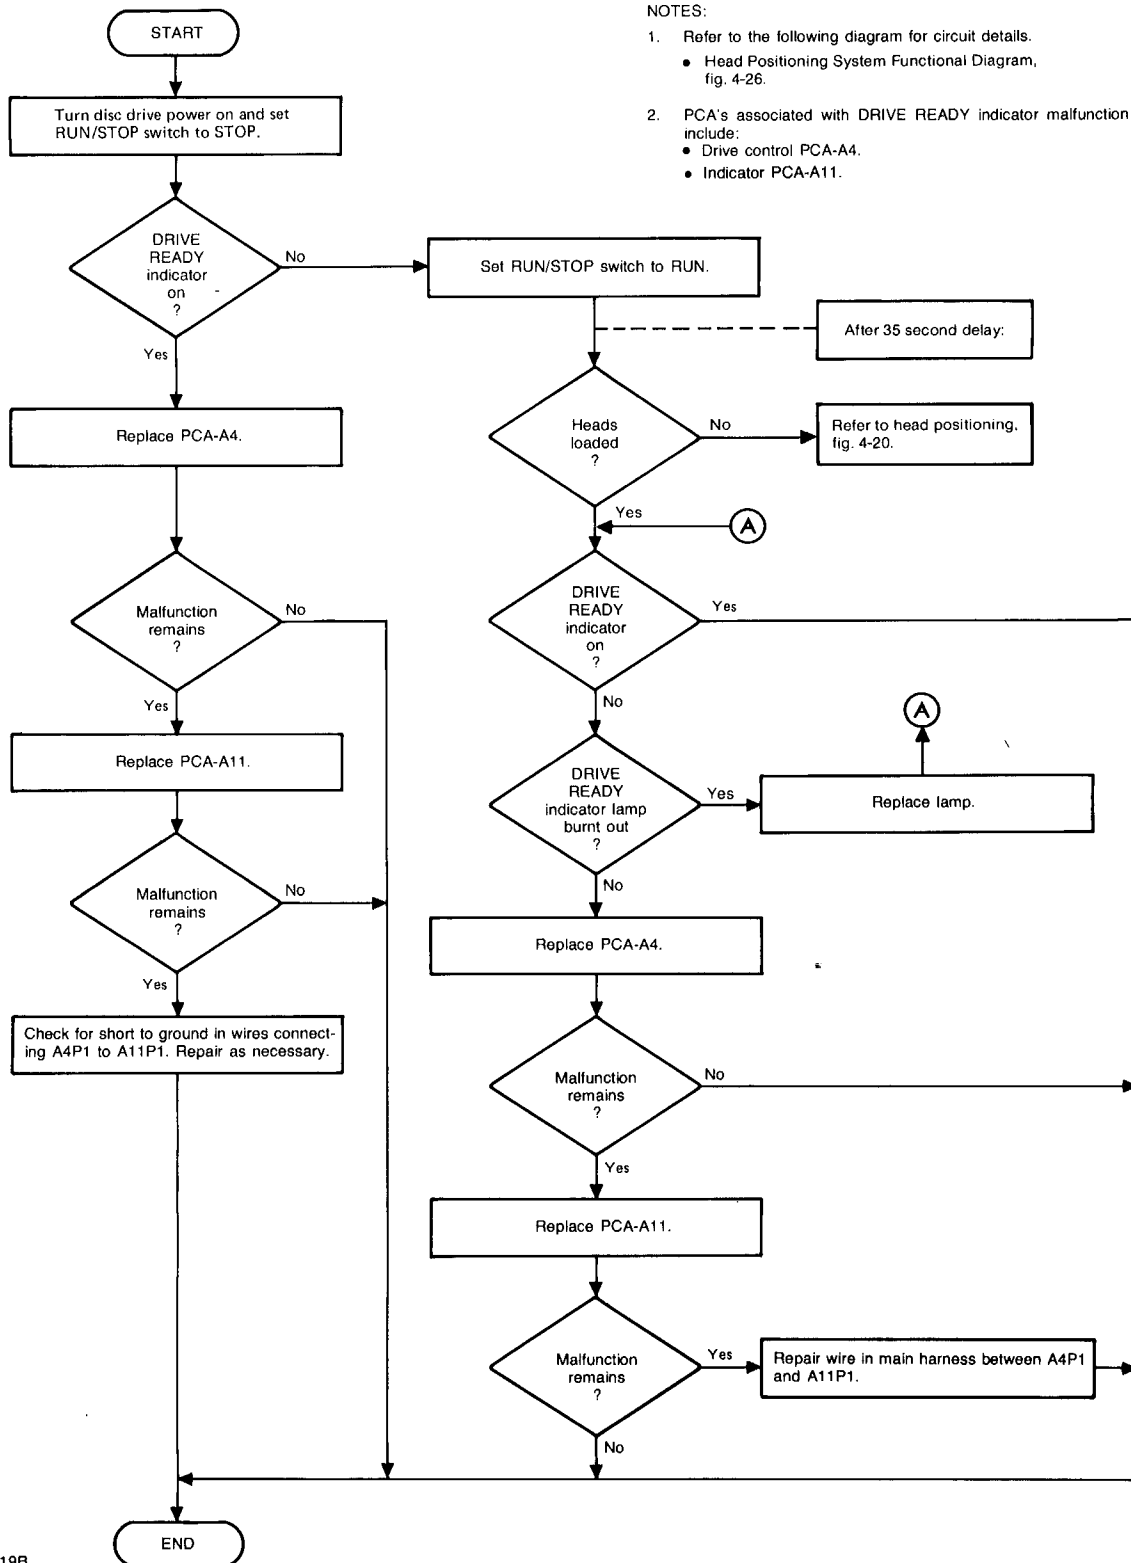 START
NOTES:
1. Refer to the following diagram for circuit details.
• Head Positioning System Functional Diagram,
fig. 4-26.
2. PCA's associated with DRIVE READY indicator malfunction
include:
• Drive control PCA-A4.
• Indicator PCA-A11.
Turn disc drive power on and set
RUN/STOP switch to STOP.
DRIVE
READY
indicator
on
?
No
Yes
Set RUN/STOP switch to RUN.
After 35 second delay:
Replace PCA-A4.
Heads
loaded
?
No
Refer to head positioning,
fig. 4-20.
Yes
A
Malfunction
remains
?
No
Yes
DRIVE
READY
indicator
on
?
Yes
No
A
Replace PCA-A11.
DRIVE
READY
indicator lamp
burnt out
?
Yes
Replace lamp.
No
Malfunction
remains
?
No
Yes
Replace PCA-A4.
Check for short to ground in wires connect-
ing A4P1 to A11P1. Repair as necessary.
Malfunction
remains
?
No
Yes
Replace PCA-A11.
Malfunction
remains
?
Yes
Repair wire in main harness between A4P1
and A11P1.
No
END
19B